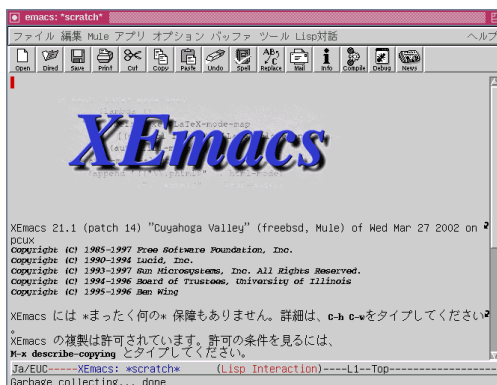 emacs: *scratch*
ファイル 編集 Mule アプリ オプション バッファ ツール Lisp対話 ヘルプ
Open Dired Save Print Cut Copy Paste Undo Spell Replace Mail Info Compile Debug News
LaTeX-mode-map
XEmacs
XEmacs 21.1 (patch 14) "Cuyahoga Valley" (freebsd, Mule) of Wed Mar 27 2002 on
pcux
Copyright (C) 1985-1997 Free Software Foundation, Inc.
Copyright (C) 1990-1994 Lucid, Inc.
Copyright (C) 1993-1997 Sun Microsystems, Inc. All Rights Reserved.
Copyright (C) 1994-1996 Board of Trustees, University of Illinois
Copyright (C) 1995-1996 Ben Wing
XEmacs には *まったく何の* 保障もありません。詳細は、C-h C-wをタイプしてください
。
XEmacs の複製は許可されています。許可の条件を見るには、
M-x describe-copying とタイプしてください。
Ja/EUC-----XEmacs: *scratch* (Lisp Interaction)----L1--Top----------------
Garbage collecting... done